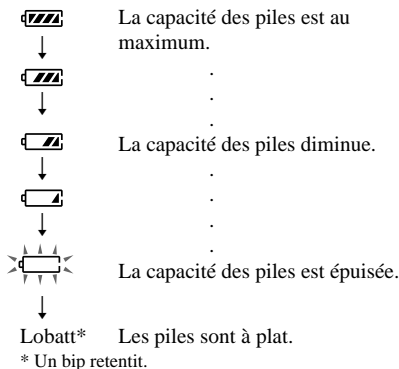 La capacité des piles est au
maximum.
.
.
.
La capacité des piles diminue.
.
.
.
.
La capacité des piles est épuisée.
Lobatt* Les piles sont à plat.
* Un bip retentit.